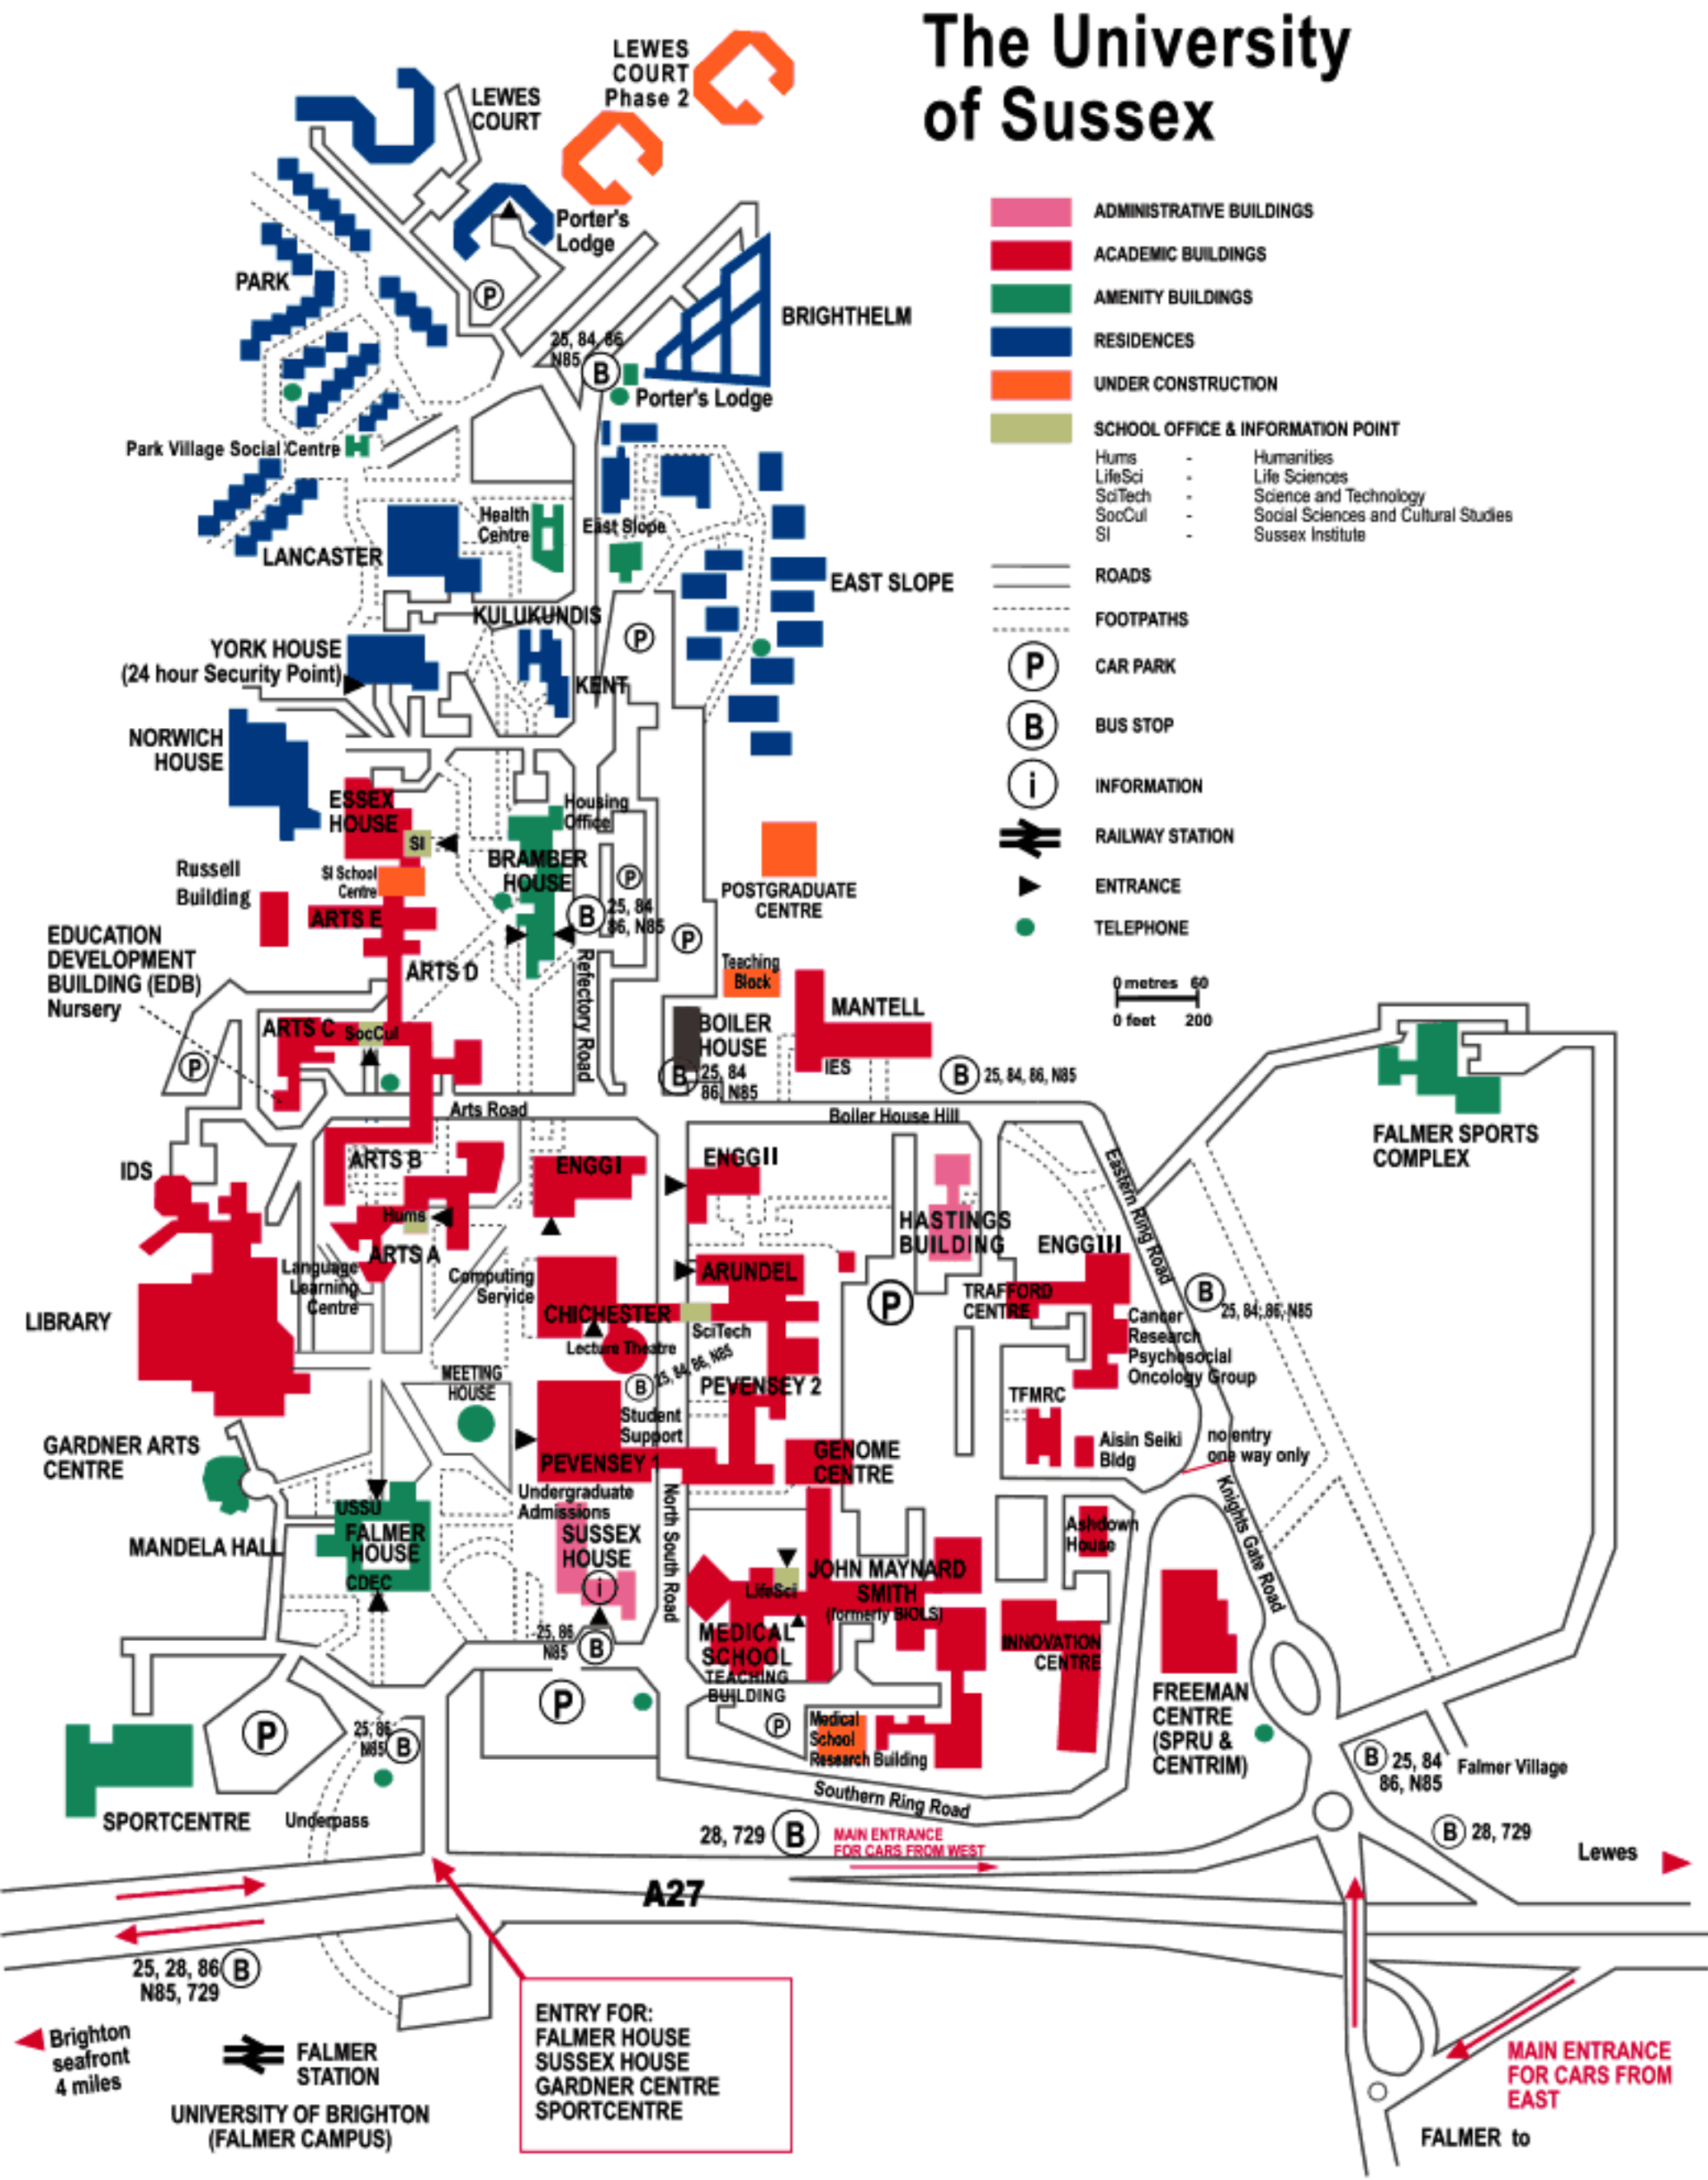 The University
of Sussex
LEWES
COURT
Phase 2
LEWES
COURT
Porter's
Lodge
PARK
P
BRIGHTHELM
25, 84, 86
N85
B
Porter's Lodge
Park Village Social Centre
Health
Centre
East Slope
LANCASTER
EAST SLOPE
KULUKUNDIS
P
YORK HOUSE
(24 hour Security Point)
KENT
NORWICH
HOUSE
ESSEX
HOUSE
SI
Housing
Office
BRAMBER
HOUSE
P
SI School
Centre
Russell
Building
ARTS E
B
25, 84
86, N85
P
POSTGRADUATE
CENTRE
EDUCATION
DEVELOPMENT
BUILDING (EDB)
Nursery
ARTS D
Refectory Road
Teaching
Block
MANTELL
BOILER
HOUSE
ARTS C
SocCul
P
IES
B
25, 84
86, N85
B
25, 84, 86, N85
Arts Road
Boiler House Hill
ADMINISTRATIVE BUILDINGS
ACADEMIC BUILDINGS
AMENITY BUILDINGS
RESIDENCES
UNDER CONSTRUCTION
SCHOOL OFFICE & INFORMATION POINT
Hums - Humanities
LifeSci - Life Sciences
SciTech - Science and Technology
SocCul - Social Sciences and Cultural Studies
SI - Sussex Institute
ROADS
FOOTPATHS
P CAR PARK
B BUS STOP
i INFORMATION
RAILWAY STATION
ENTRANCE
TELEPHONE
0 metres 60
0 feet 200
FALMER SPORTS
COMPLEX
IDS
ARTS B
ENGGI
ENGGII
Hums
ARTS A
HASTINGS
BUILDING
ENGGIII
Eastern Ring Road
Language
Learning
Centre
Computing
Service
ARUNDEL
CHICHESTER
SciTech
Lecture Theatre
P
TRAFFORD
CENTRE
B
25, 84, 86, N85
Cancer
Research
Psychosocial
Oncology Group
LIBRARY
MEETING
HOUSE
B
25, 84, 86, N85
PEVENSEY 2
TFMRC
Student
Support
PEVENSEY 1
GENOME
CENTRE
Aisin Seiki
Bldg
no entry
one way only
GARDNER ARTS
CENTRE
Undergraduate
Admissions
SUSSEX
HOUSE
i
North South Road
Knights Gate Road
USSU
FALMER
HOUSE
CDEC
MANDELA HALL
Ashdown
House
LifeSci
JOHN MAYNARD
SMITH
(formerly BIOLS)
MEDICAL
SCHOOL
TEACHING
BUILDING
INNOVATION
CENTRE
25, 86
N85
B
P
P
P
Medical
School
Research Building
FREEMAN
CENTRE
(SPRU &
CENTRIM)
25, 86
N85
B
SPORTCENTRE
Underpass
Southern Ring Road
B
25, 84
86, N85
Falmer Village
28, 729
B
MAIN ENTRANCE
FOR CARS FROM WEST
B
28, 729
Lewes
A27
25, 28, 86
N85, 729
B
Brighton
seafront
4 miles
FALMER
STATION
UNIVERSITY OF BRIGHTON
(FALMER CAMPUS)
ENTRY FOR:
FALMER HOUSE
SUSSEX HOUSE
GARDNER CENTRE
SPORTCENTRE
MAIN ENTRANCE
FOR CARS FROM
EAST
FALMER to